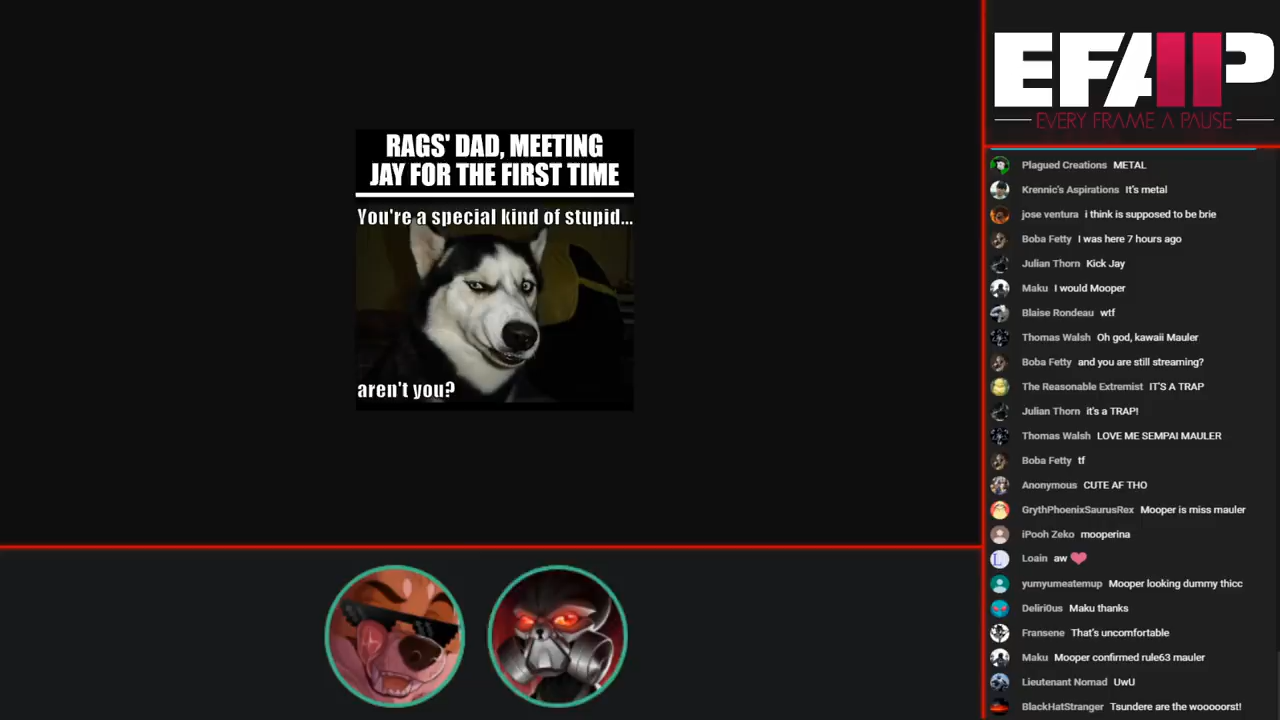 RAGS' DAD, MEETING
JAY FOR THE FIRST TIME
You're a special kind of stupid...
aren't you?
EFAP
EVERY FRAME A PAUSE
Plagued Creations METAL
Krennic's Aspirations It's metal
jose ventura i think is supposed to be brie
Boba Fetty I was here 7 hours ago
Julian Thorn Kick Jay
Maku I would Mooper
Blaise Rondeau wtf
Thomas Walsh Oh god, kawaii Mauler
Boba Fetty and you are still streaming?
The Reasonable Extremist IT'S A TRAP
Julian Thorn it's a TRAP!
Thomas Walsh LOVE ME SEMPAI MAULER
Boba Fetty tf
Anonymous CUTE AF THO
GrythPhoenixSaurusRex Mooper is miss mauler
iPooh Zeko mooperina
L Loain aw
yumyumeatemup Mooper looking dummy thicc
Deliri0us Maku thanks
Fransene That's uncomfortable
Maku Mooper confirmed rule63 mauler
Lieutenant Nomad UwU
BlackHatStranger Tsundere are the wooooorst!